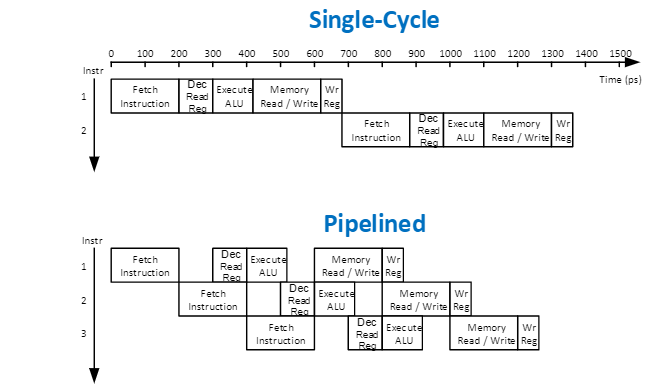 Single-Cycle
0 100 200 300 400 500 600 700 800 900 1000 1100 1200 1300 1400 1500
Time (ps)
Instr
1
Fetch
Instruction
Dec
Read
Reg
Execute
ALU
Memory
Read / Write
Wr
Reg
2
Fetch
Instruction
Dec
Read
Reg
Execute
ALU
Memory
Read / Write
Wr
Reg
Pipelined
Instr
1
Fetch
Instruction
Dec
Read
Reg
Execute
ALU
Memory
Read / Write
Wr
Reg
2
Fetch
Instruction
Dec
Read
Reg
Execute
ALU
Memory
Read / Write
Wr
Reg
3
Fetch
Instruction
Dec
Read
Reg
Execute
ALU
Memory
Read / Write
Wr
Reg